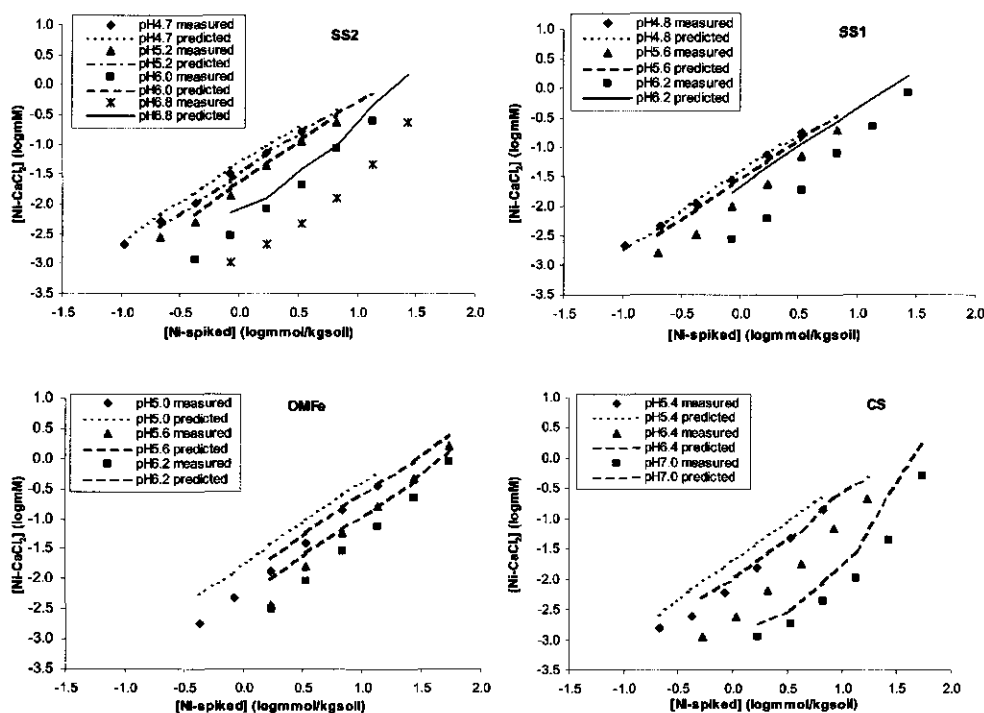 SS2
pH4.7 measured
pH4.7 predicted
pH5.2 measured
pH5.2 predicted
pH6.0 measured
pH6.0 predicted
pH6.8 measured
pH6.8 predicted
1.0
0.5
0.0
-0.5
-1.0
-1.5
-2.0
-2.5
-3.0
-3.5
[Ni-CaCl2] (logmM)
-1.5 -1.0 -0.5 0.0 0.5 1.0 1.5 2.0
[Ni-spiked] (logmmol/kgsoil)
SS1
pH4.8 measured
pH4.8 predicted
pH5.6 measured
pH5.6 predicted
pH6.2 measured
pH6.2 predicted
1.0
0.5
0.0
-0.5
-1.0
-1.5
-2.0
-2.5
-3.0
-3.5
[Ni-CaCl2] (logmM)
-1.5 -1.0 -0.5 0.0 0.5 1.0 1.5 2.0
[Ni-spiked] (logmmol/kgsoil)
OMFe
pH5.0 measured
pH5.0 predicted
pH5.6 measured
pH5.6 predicted
pH6.2 measured
pH6.2 predicted
1.0
0.5
0.0
-0.5
-1.0
-1.5
-2.0
-2.5
-3.0
-3.5
[Ni-CaCl2] (logmM)
-1.5 -1.0 -0.5 0.0 0.5 1.0 1.5 2.0
[Ni-spiked] (logmmol/kgsoil)
CS
pH5.4 measured
pH5.4 predicted
pH6.4 measured
pH6.4 predicted
pH7.0 measured
pH7.0 predicted
1.0
0.5
0.0
-0.5
-1.0
-1.5
-2.0
-2.5
-3.0
-3.5
[Ni-CaCl2] (logmM)
-1.5 -1.0 -0.5 0.0 0.5 1.0 1.5 2.0
[Ni-spiked] (logmmol/kgsoil)